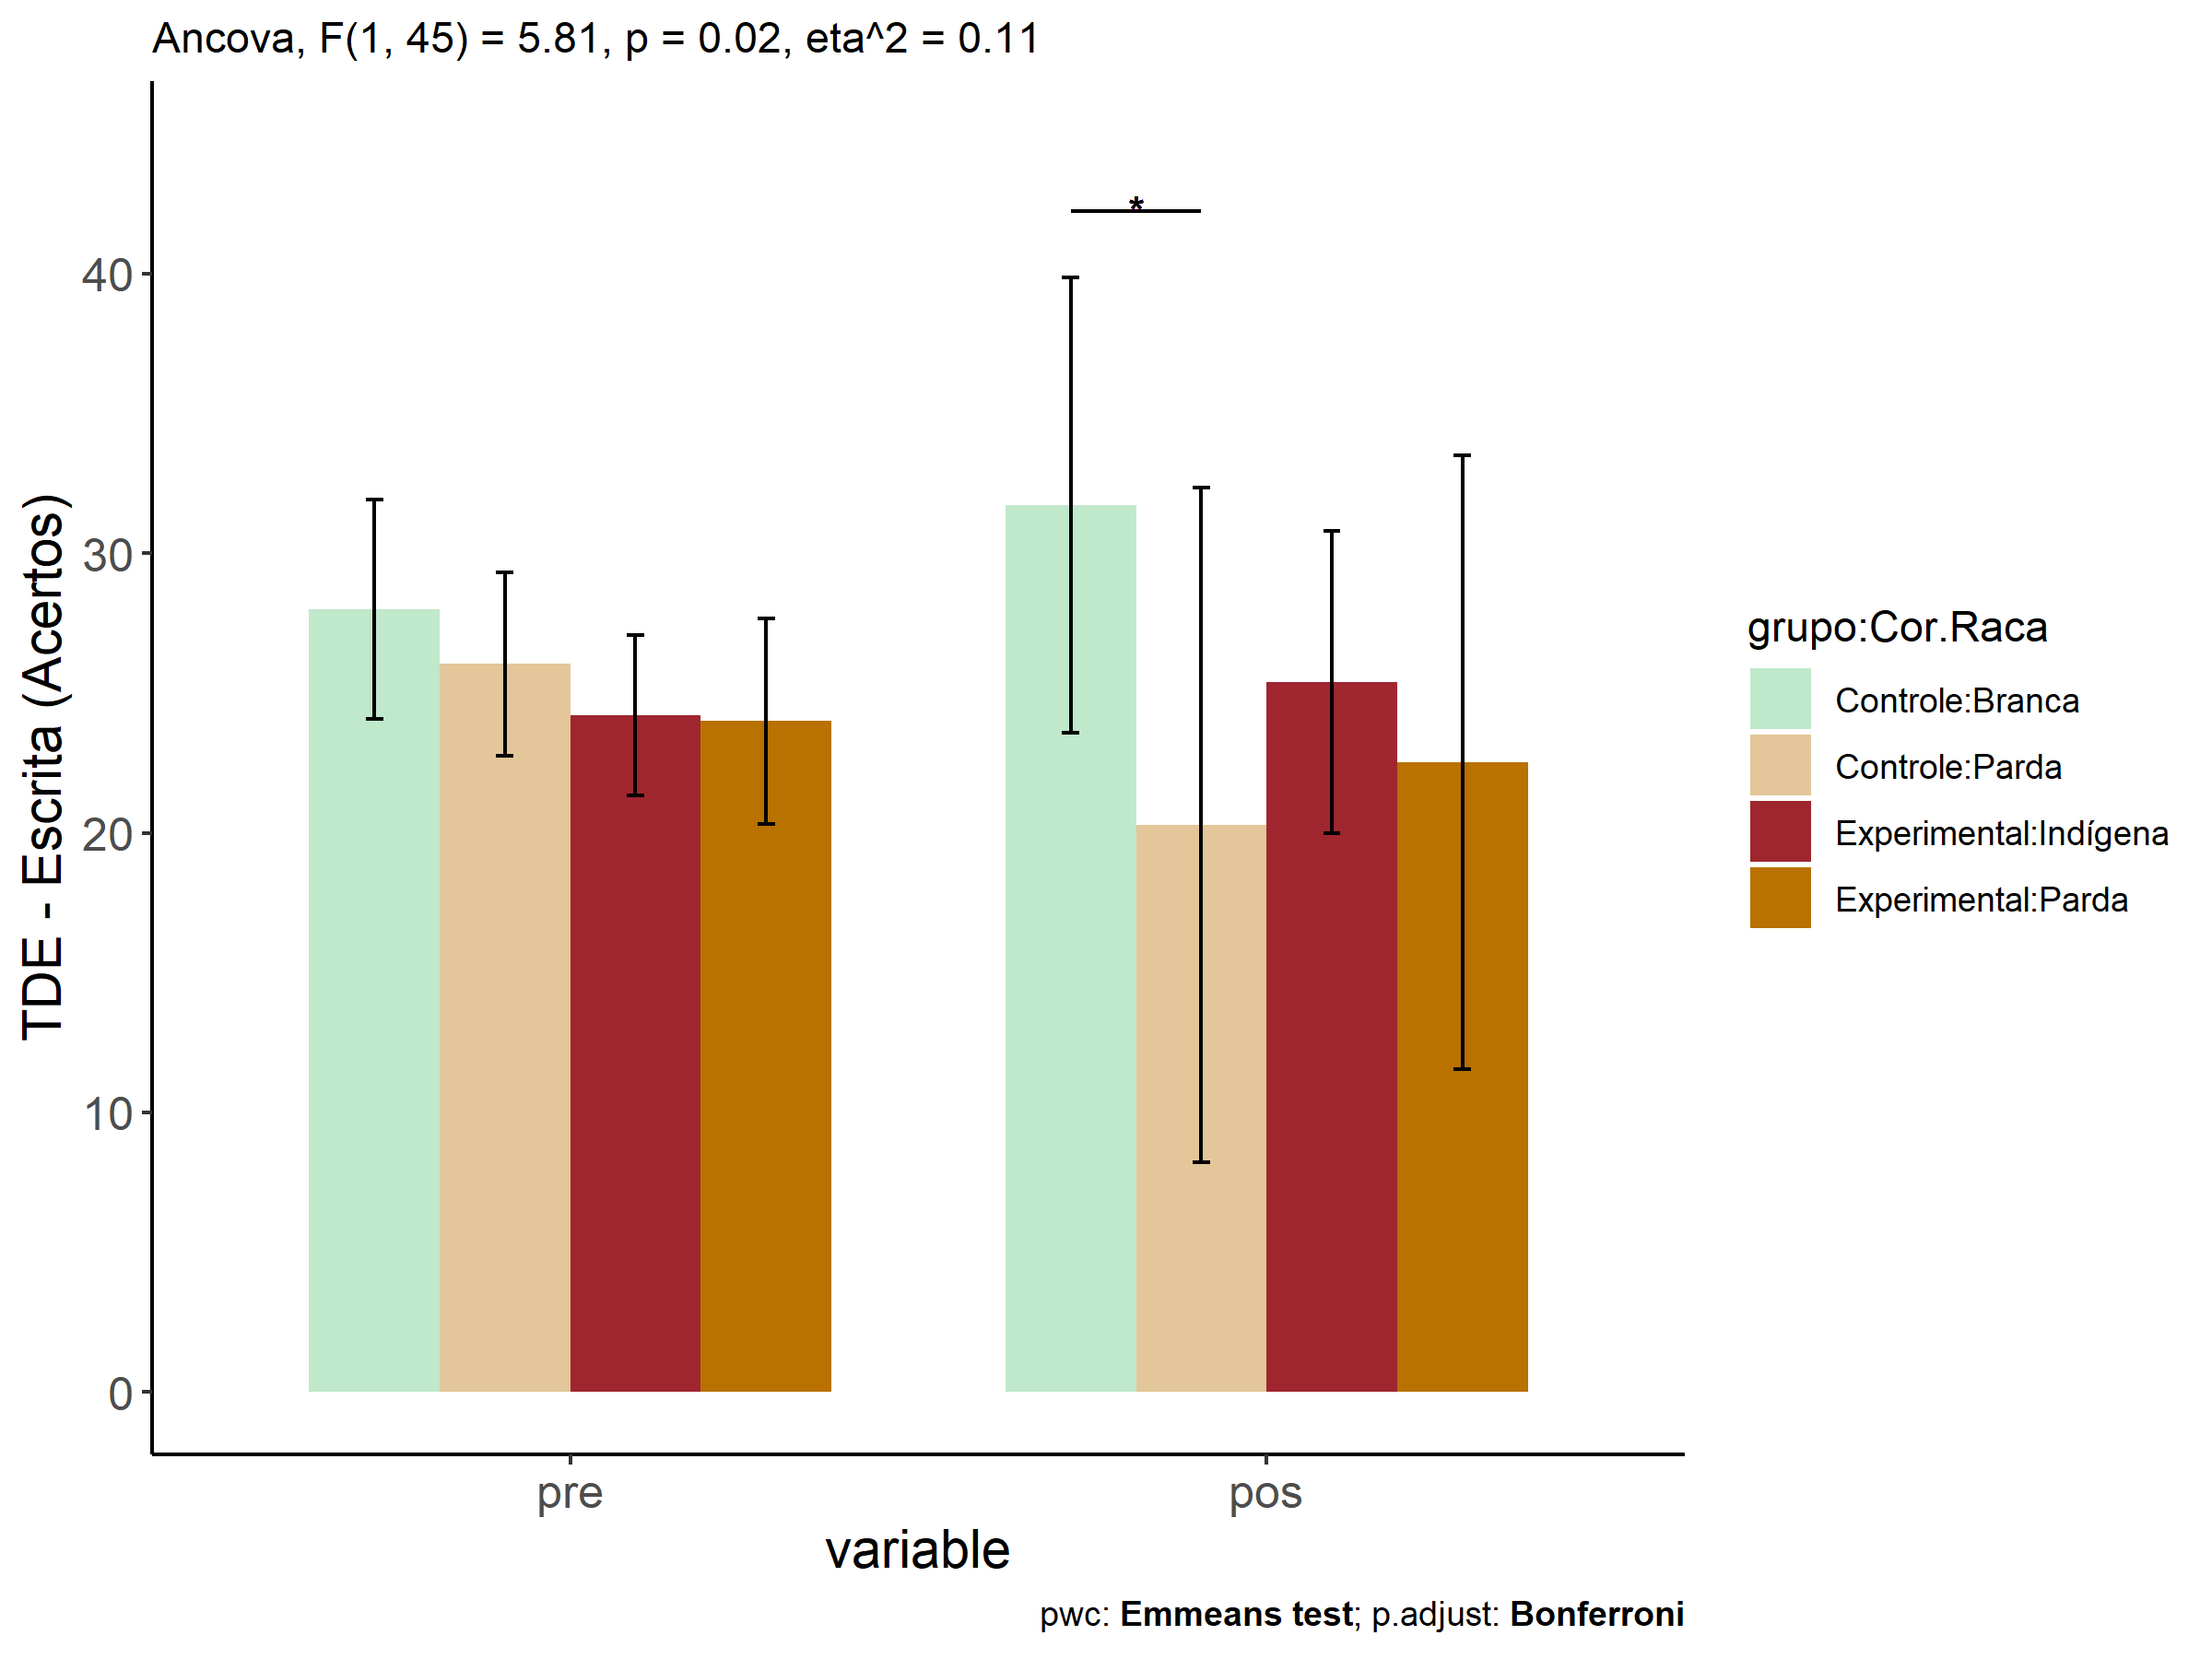 Ancova, F(1, 45) = 5.81, p = 0.02, eta^2 = 0.11
TDE - Escrita (Acertos)
40
30
20
10
0
*
pre
pos
variable
grupo:Cor.Raca
Controle:Branca
Controle:Parda
Experimental:Indígena
Experimental:Parda
pwc: Emmeans test; p.adjust: Bonferroni